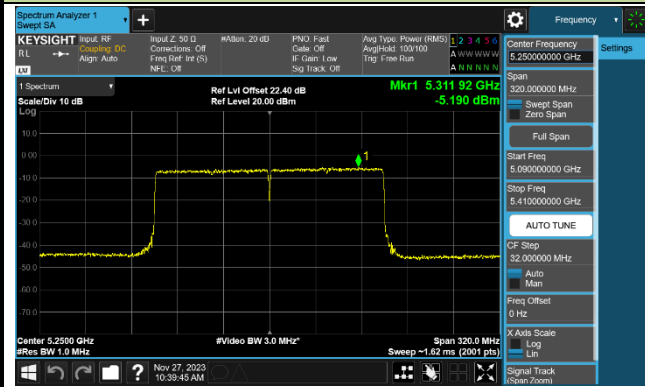 Spectrum Analyzer 1
Swept SA
Frequency
KEYSIGHT
RL
Input: RF
Coupling: DC
Align: Auto
Input Z: 50 Ω
Corrections: Off
Freq Ref: Int (S)
NFE: Off
#Atten: 20 dB
PNO: Fast
Gate: Off
IF Gain: Low
Sig Track: Off
Avg Type: Power (RMS)
Avg|Hold: 100/100
Trig: Free Run
1 2 3 4 5 6
A W W W W W
A N N N N N
LXI
1 Spectrum
Scale/Div 10 dB
Log
Ref Lvl Offset 22.40 dB
Ref Level 20.00 dBm
Mkr1 5.311 92 GHz
-5.190 dBm
10.0
0.00
-10.0
-20.0
-30.0
-40.0
-50.0
-60.0
-70.0
1
Center 5.2500 GHz
#Res BW 1.0 MHz
#Video BW 3.0 MHz*
Span 320.0 MHz
Sweep ~1.62 ms (2001 pts)
Nov 27, 2023
10:39:45 AM
Center Frequency
5.250000000 GHz
Settings
Span
320.000000 MHz
Swept Span
Zero Span
Full Span
Start Freq
5.090000000 GHz
Stop Freq
5.410000000 GHz
AUTO TUNE
CF Step
32.000000 MHz
Auto
Man
Freq Offset
0 Hz
X Axis Scale
Log
Lin
Signal Track
(Span Zoom)